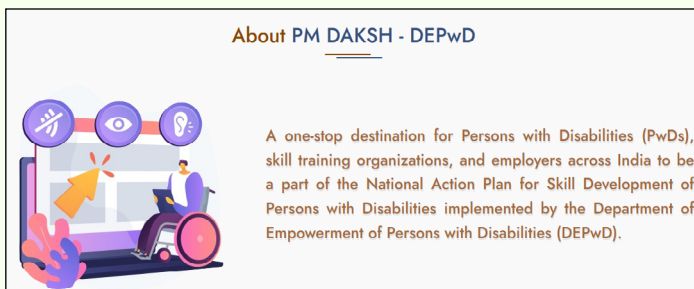 About PM DAKSH - DEPwD
A one-stop destination for Persons with Disabilities (PwDs),
skill training organizations, and employers across India to be
a part of the National Action Plan for Skill Development of
Persons with Disabilities implemented by the Department of
Empowerment of Persons with Disabilities (DEPwD).